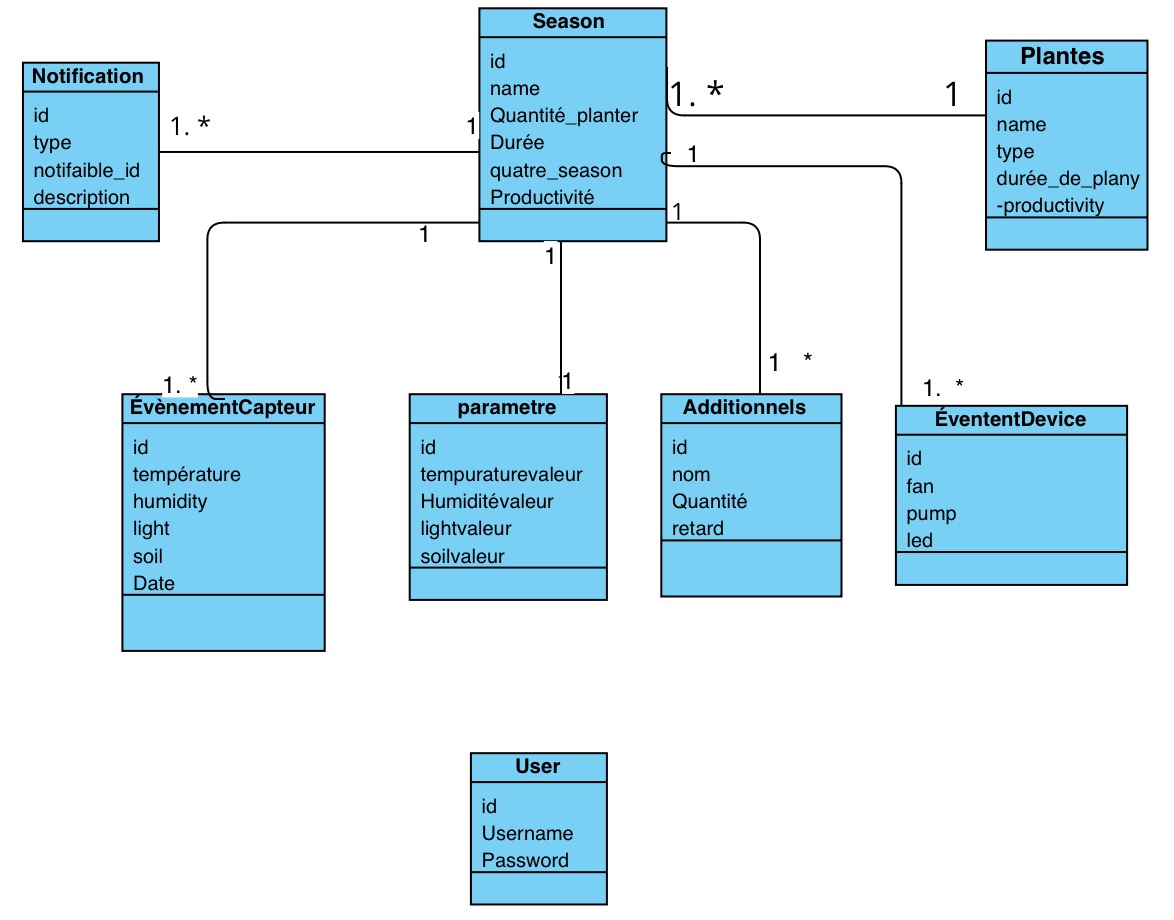 Season
id
name
Quantité_planter
Durée
quatre_season
Productivité
Notification
id
type
notifaible_id
description
Plantes
id
name
type
durée_de_plany
-productivity
1. *
1
1. *
1
1
1
1
1
1. *
1
1 *
1. *
ÉvènementCapteur
id
température
humidity
light
soil
Date
parametre
id
tempuraturevaleur
Humiditévaleur
lightvaleur
soilvaleur
Additionnels
id
nom
Quantité
retard
ÉvententDevice
id
fan
pump
led
User
id
Username
Password